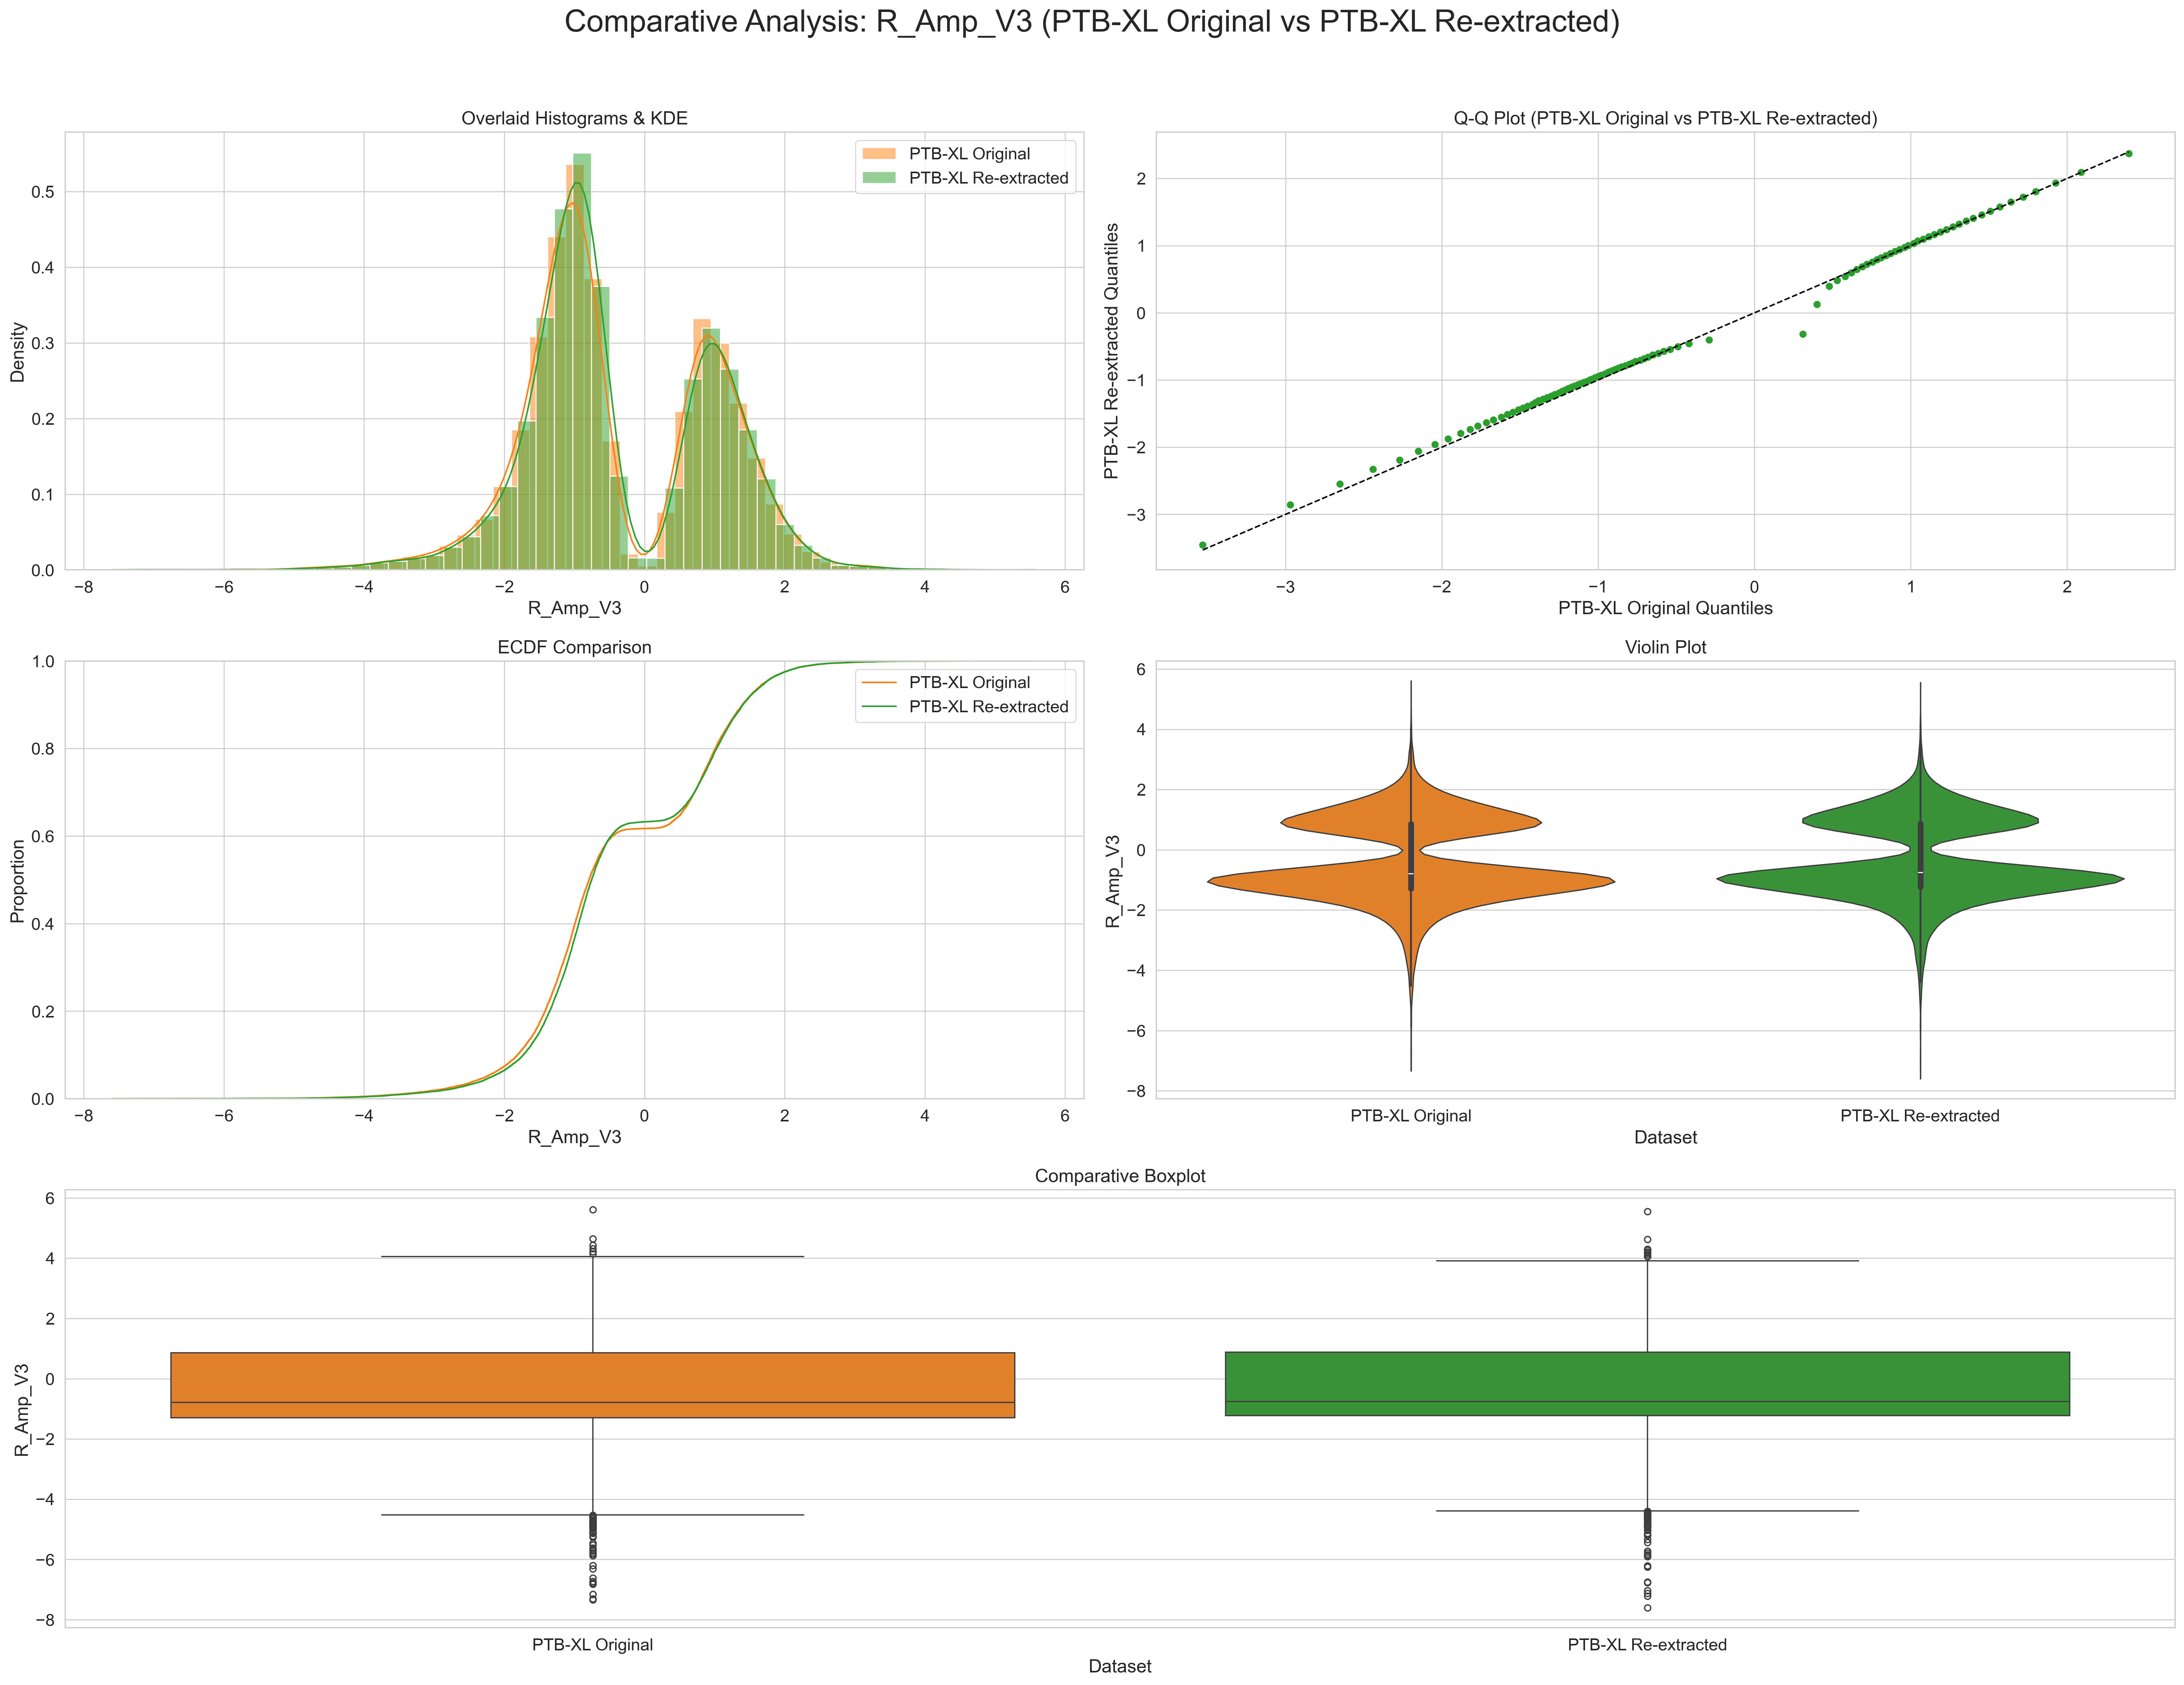 Comparative Analysis: R_Amp_V3 (PTB-XL Original vs PTB-XL Re-extracted)
Overlaid Histograms & KDE
PTB-XL Original
PTB-XL Re-extracted
Density
0.5
0.4
0.3
0.2
0.1
0.0
−8 −6 −4 −2 0 2 4 6
R_Amp_V3
Q-Q Plot (PTB-XL Original vs PTB-XL Re-extracted)
PTB-XL Re-extracted Quantiles
2
1
0
−1
−2
−3
−3 −2 −1 0 1 2
PTB-XL Original Quantiles
ECDF Comparison
PTB-XL Original
PTB-XL Re-extracted
Proportion
1.0
0.8
0.6
0.4
0.2
0.0
−8 −6 −4 −2 0 2 4 6
R_Amp_V3
Violin Plot
R_Amp_V3
6
4
2
0
−2
−4
−6
−8
PTB-XL Original PTB-XL Re-extracted
Dataset
Comparative Boxplot
R_Amp_V3
6
4
2
0
−2
−4
−6
−8
PTB-XL Original PTB-XL Re-extracted
Dataset